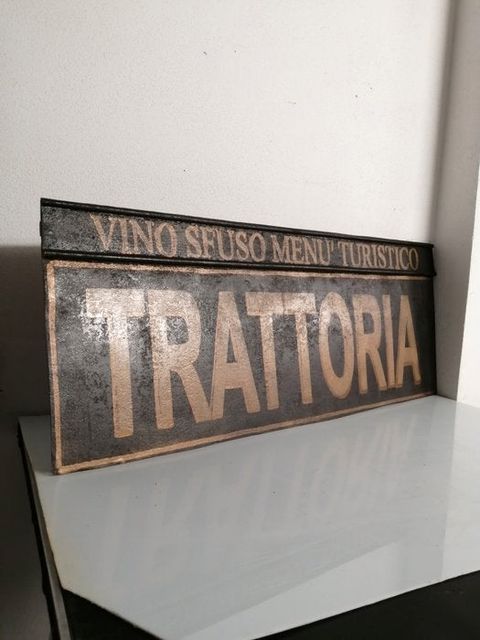 VINO SFUSO MENU' TURISTICO
TRATTORIA